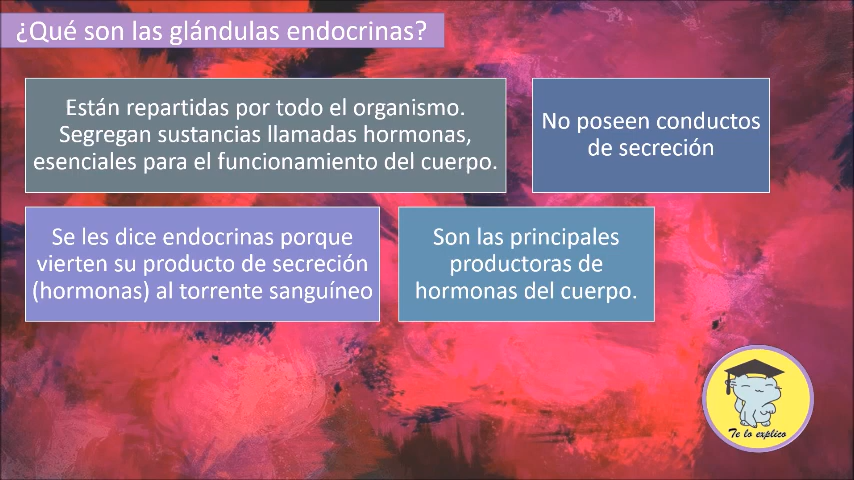 ¿Qué son las glándulas endocrinas?
Están repartidas por todo el organismo.
Segregan sustancias llamadas hormonas,
esenciales para el funcionamiento del cuerpo.
No poseen conductos
de secreción
Se les dice endocrinas porque
vierten su producto de secreción
(hormonas) al torrente sanguíneo
Son las principales
productoras de
hormonas del cuerpo.
Te lo explico